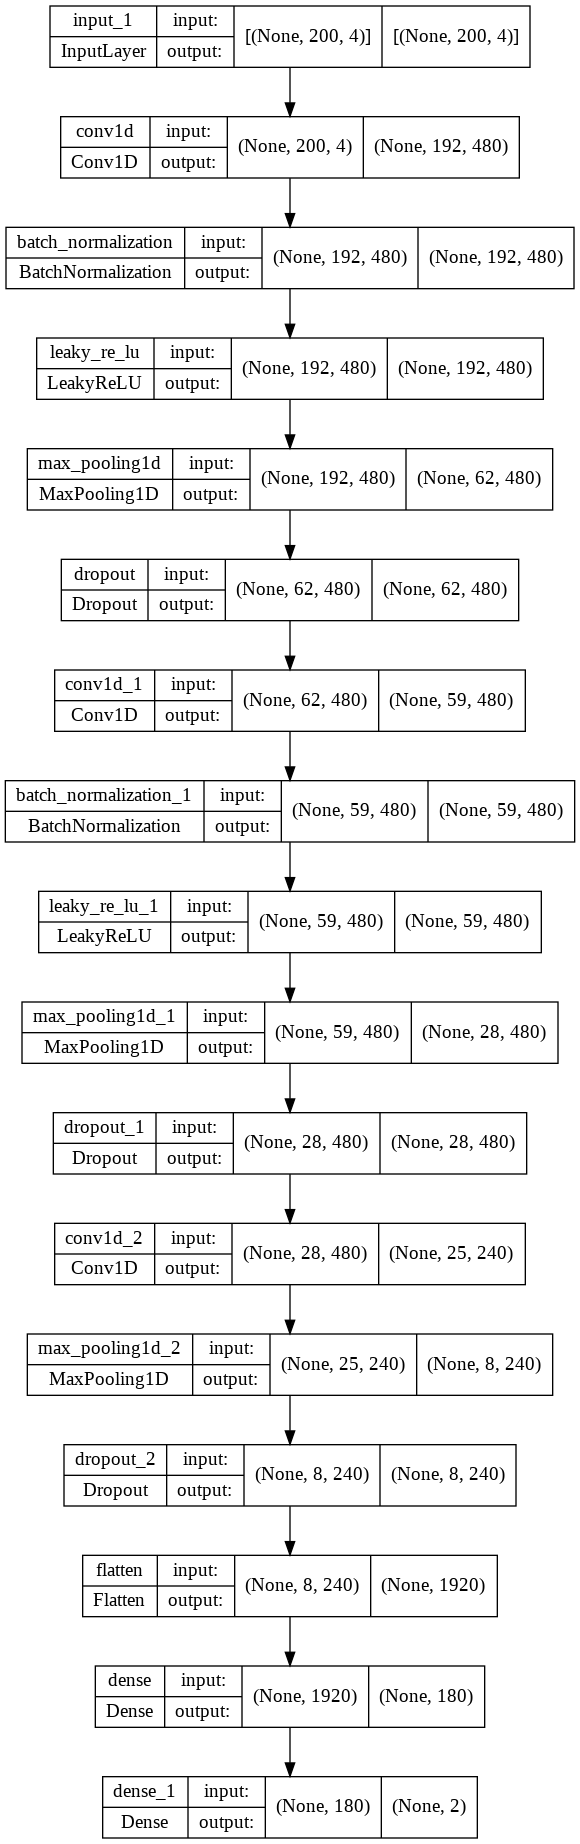 input_1 input: [(None, 200, 4)] [(None, 200, 4)]
InputLayer output:
conv1d input: (None, 200, 4) (None, 192, 480)
Conv1D output:
batch_normalization input: (None, 192, 480) (None, 192, 480)
BatchNormalization output:
leaky_re_lu input: (None, 192, 480) (None, 192, 480)
LeakyReLU output:
max_pooling1d input: (None, 192, 480) (None, 62, 480)
MaxPooling1D output:
dropout input: (None, 62, 480) (None, 62, 480)
Dropout output:
conv1d_1 input: (None, 62, 480) (None, 59, 480)
Conv1D output:
batch_normalization_1 input: (None, 59, 480) (None, 59, 480)
BatchNormalization output:
leaky_re_lu_1 input: (None, 59, 480) (None, 59, 480)
LeakyReLU output:
max_pooling1d_1 input: (None, 59, 480) (None, 28, 480)
MaxPooling1D output:
dropout_1 input: (None, 28, 480) (None, 28, 480)
Dropout output:
conv1d_2 input: (None, 28, 480) (None, 25, 240)
Conv1D output:
max_pooling1d_2 input: (None, 25, 240) (None, 8, 240)
MaxPooling1D output:
dropout_2 input: (None, 8, 240) (None, 8, 240)
Dropout output:
flatten input: (None, 8, 240) (None, 1920)
Flatten output:
dense input: (None, 1920) (None, 180)
Dense output:
dense_1 input: (None, 180) (None, 2)
Dense output: